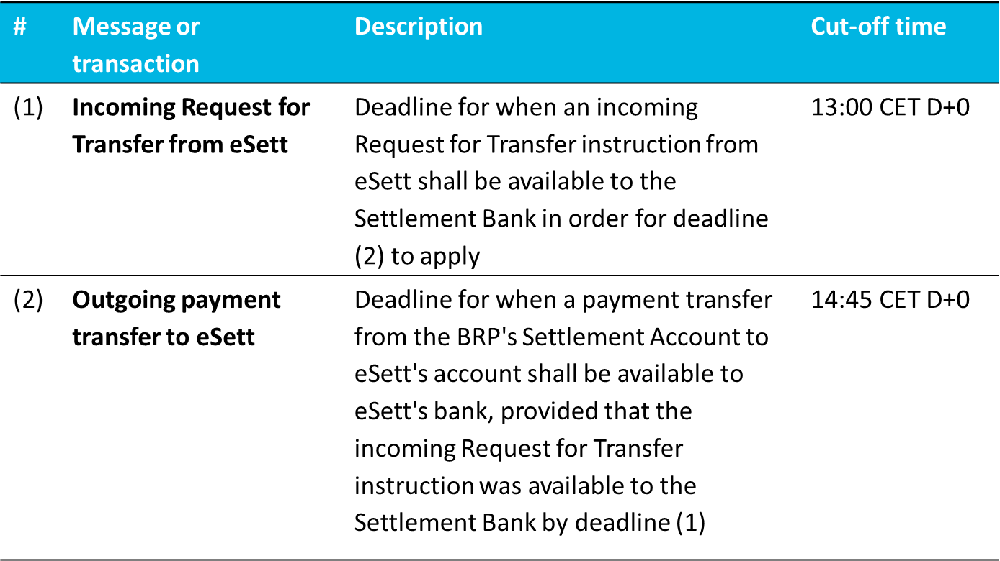 # Message or transaction Description Cut-off time
(1) Incoming Request for Transfer from eSett
Deadline for when an incoming
Request for Transfer instruction from
eSett shall be available to the
Settlement Bank in order for deadline
(2) to apply
13:00 CET D+0
(2) Outgoing payment transfer to eSett
Deadline for when a payment transfer
from the BRP's Settlement Account to
eSett's account shall be available to
eSett's bank, provided that the
incoming Request for Transfer
instruction was available to the
Settlement Bank by deadline (1)
14:45 CET D+0